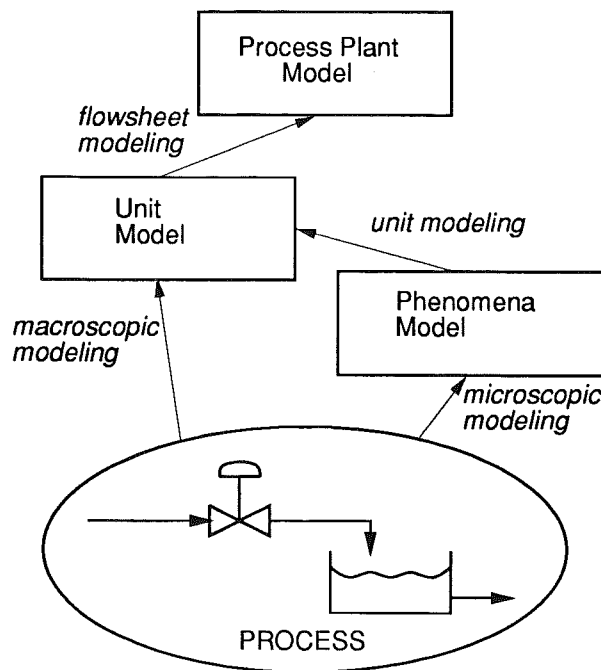 Process Plant
Model
flowsheet
modeling
Unit
Model
unit modeling
Phenomena
Model
macroscopic
modeling
microscopic
modeling
PROCESS